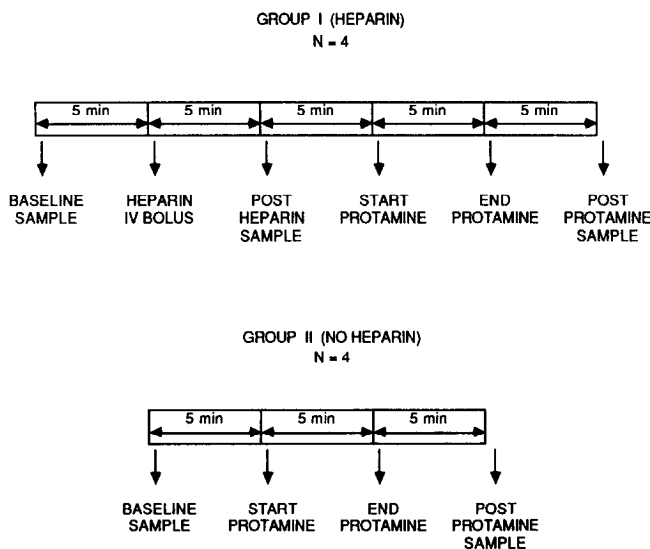 GROUP I (HEPARIN)
N = 4
5 min 5 min 5 min 5 min 5 min
BASELINE SAMPLE
HEPARIN IV BOLUS
POST HEPARIN SAMPLE
START PROTAMINE
END PROTAMINE
POST PROTAMINE SAMPLE
GROUP II (NO HEPARIN)
N = 4
5 min 5 min 5 min
BASELINE SAMPLE
START PROTAMINE
END PROTAMINE
POST PROTAMINE SAMPLE